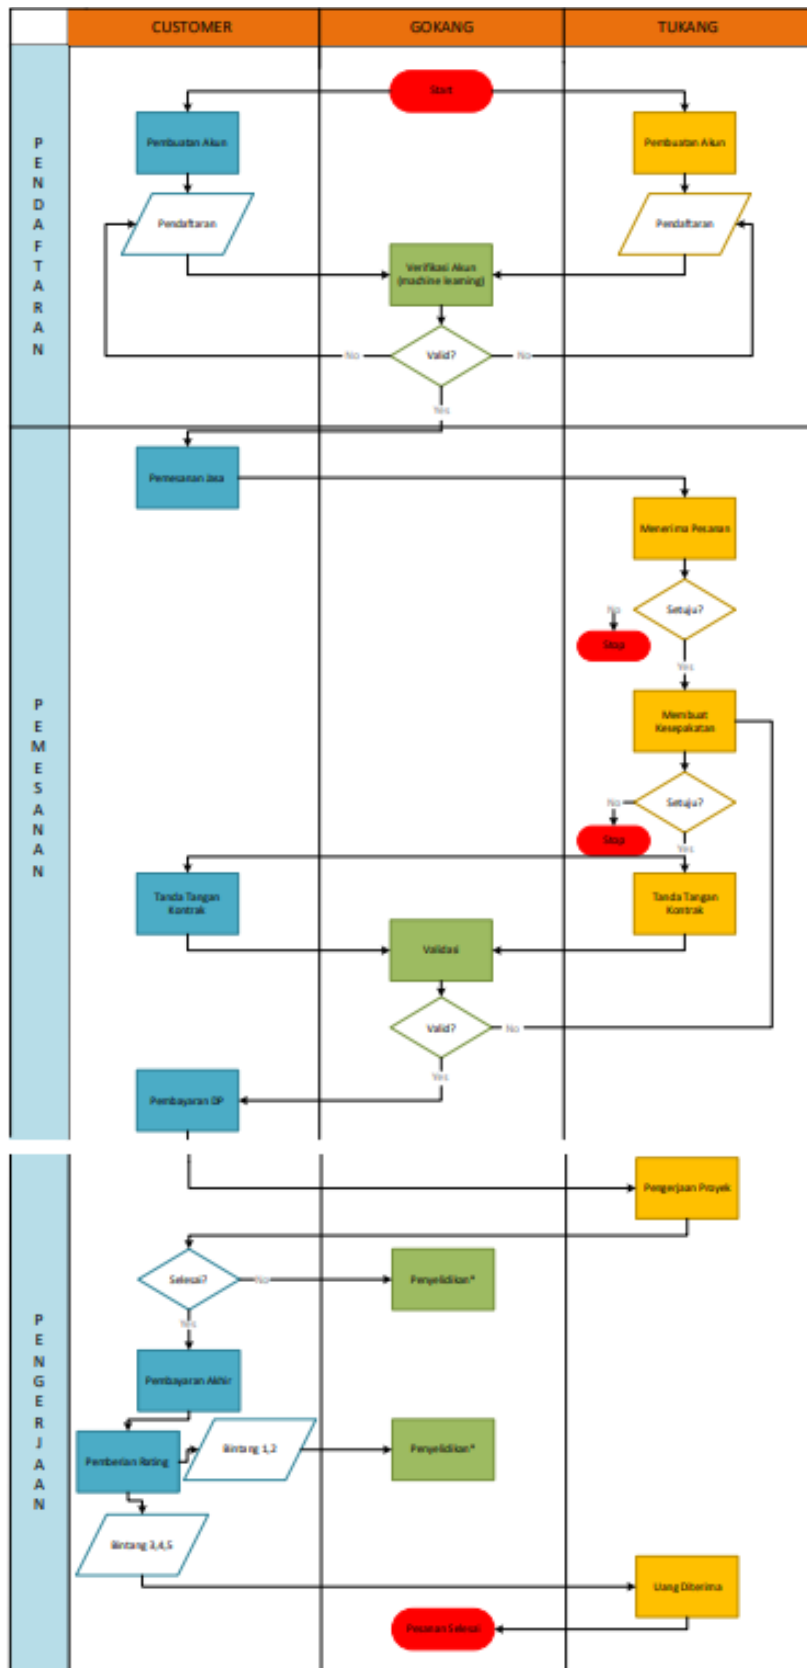 CUSTOMER
GOKANG
TUKANG
PENDAFTARAN
Start
Pembuatan Akun
Pembuatan Akun
Pendaftaran
Pendaftaran
Verifikasi Akun
(machine learning)
No
Valid?
No
Yes
PEMESANAN
Pemesanan Jasa
Menerima Pesanan
Setuju?
No
Stop
Yes
Membuat
Kesepakatan
Setuju?
No
Stop
Yes
Tanda Tangan
Kontrak
Tanda Tangan
Kontrak
Validasi
Valid?
No
Yes
Pembayaran DP
PENGERJAAN
Pengerjaan Proyek
Selesai?
No
Penyelidikan*
Yes
Pembayaran Akhir
Pemberian Rating
Bintang 1,2
Penyelidikan*
Bintang 3,4,5
Uang Diterima
Pesanan Selesai